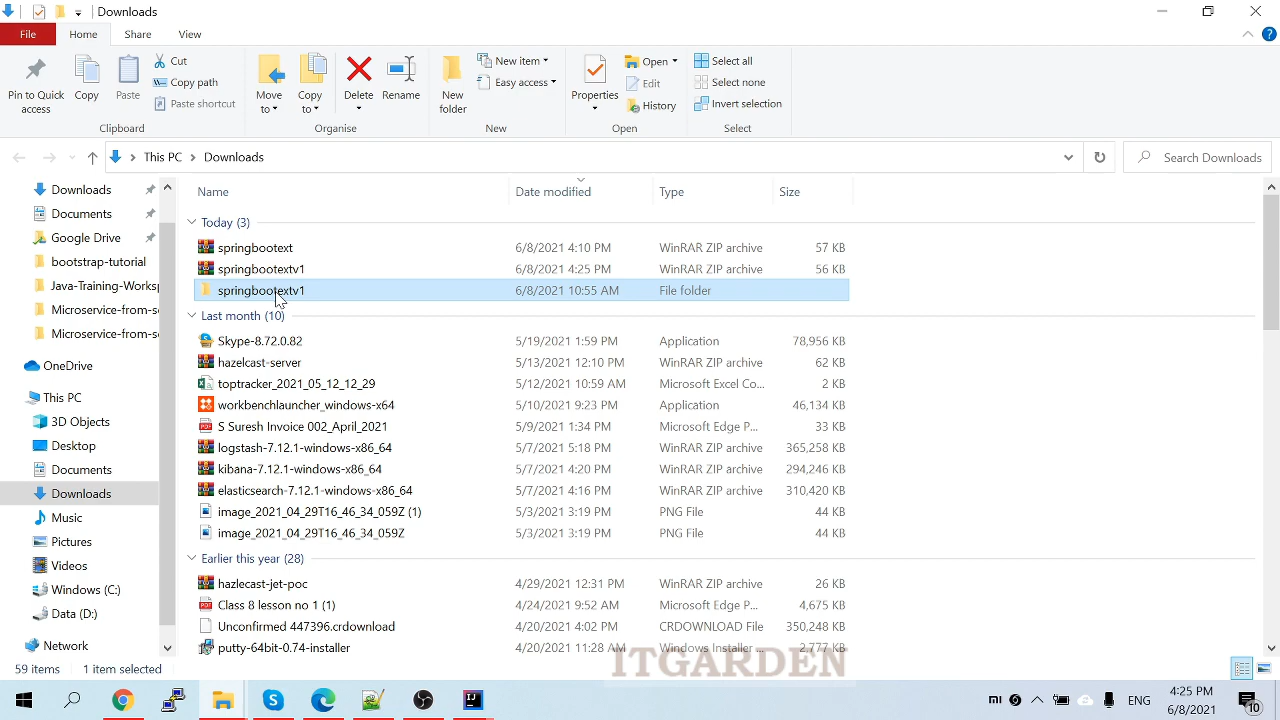 Downloads
File Home Share View
Pin to Quick access
Copy
Paste
Cut
Copy path
Paste shortcut
Clipboard
Move to
Copy to
Delete
Rename
Organise
New folder
New item
Easy access
New
Properties
Open
Edit
History
Open
Select all
Select none
Invert selection
Select
This PC > Downloads
Search Downloads
Downloads
Documents
Google Drive
bootstrap-tutorial
Java-Training-Worksp
Microservice-from-sc
Microservice-from-sc
OneDrive
This PC
3D Objects
Desktop
Documents
Downloads
Music
Pictures
Videos
Windows (C:)
Data (D:)
Network
Name Date modified Type Size
Today (3)
springbootext 6/8/2021 4:10 PM WinRAR ZIP archive 57 KB
springbootextv1 6/8/2021 4:25 PM WinRAR ZIP archive 56 KB
springbootextv1 6/8/2021 10:55 AM File folder
Last month (10)
Skype-8.72.0.82 5/19/2021 1:59 PM Application 78,956 KB
hazelcast-server 5/13/2021 12:10 PM WinRAR ZIP archive 62 KB
toptracker_2021_05_12_12_29 5/12/2021 10:59 AM Microsoft Excel Co... 2 KB
workbenchlauncher_windows-x64 5/10/2021 9:23 PM Application 46,134 KB
S Suresh Invoice 002_April_2021 5/9/2021 1:34 PM Microsoft Edge P... 33 KB
logstash-7.12.1-windows-x86_64 5/7/2021 5:18 PM WinRAR ZIP archive 365,258 KB
kibana-7.12.1-windows-x86_64 5/7/2021 4:20 PM WinRAR ZIP archive 294,246 KB
elasticsearch-7.12.1-windows-x86_64 5/7/2021 4:16 PM WinRAR ZIP archive 310,420 KB
image_2021_04_29T16_46_34_059Z (1) 5/3/2021 3:19 PM PNG File 44 KB
image_2021_04_29T16_46_34_059Z 5/3/2021 3:19 PM PNG File 44 KB
Earlier this year (28)
hazlecast-jet-poc 4/29/2021 12:31 PM WinRAR ZIP archive 26 KB
Class 8 lesson no 1 (1) 4/24/2021 9:52 AM Microsoft Edge P... 4,675 KB
Unconfirmed 447396.crdownload 4/20/2021 4:02 PM CRDOWNLOAD File 350,248 KB
putty-64bit-0.74-installer 4/20/2021 11:28 AM Windows Installer ... 2,777 KB
ITGARDEN
59 items 1 item selected
ENG
4:25 PM
6/8/2021
10